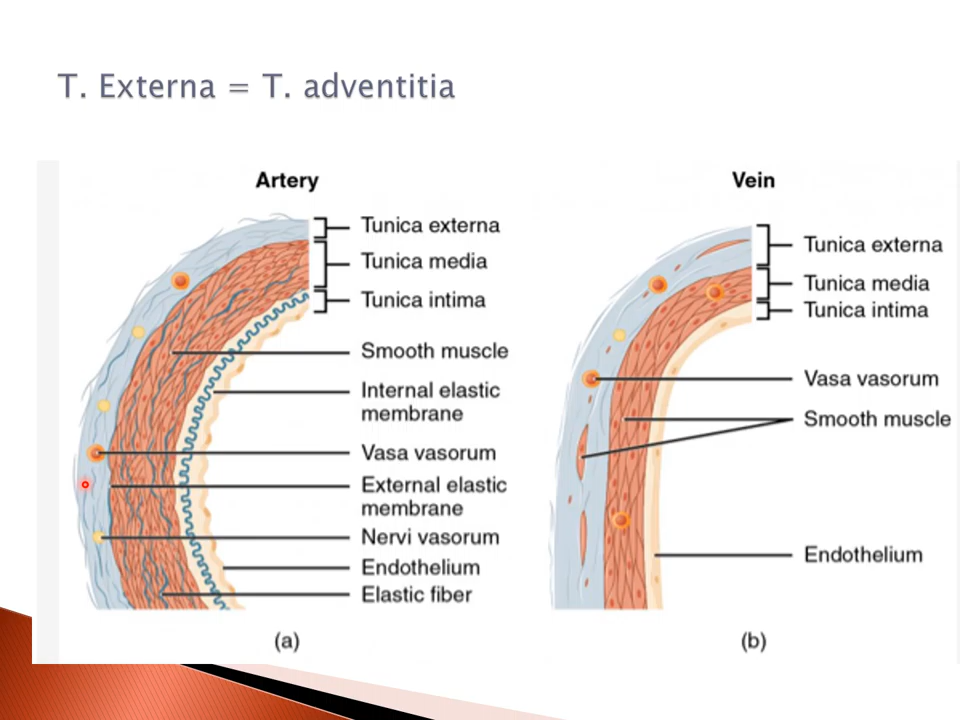 T. Externa = T. adventitia
Artery
Tunica externa
Tunica media
Tunica intima
Smooth muscle
Internal elastic
membrane
Vasa vasorum
External elastic
membrane
Nervi vasorum
Endothelium
Elastic fiber
(a)
Vein
Tunica externa
Tunica media
Tunica intima
Vasa vasorum
Smooth muscle
Endothelium
(b)